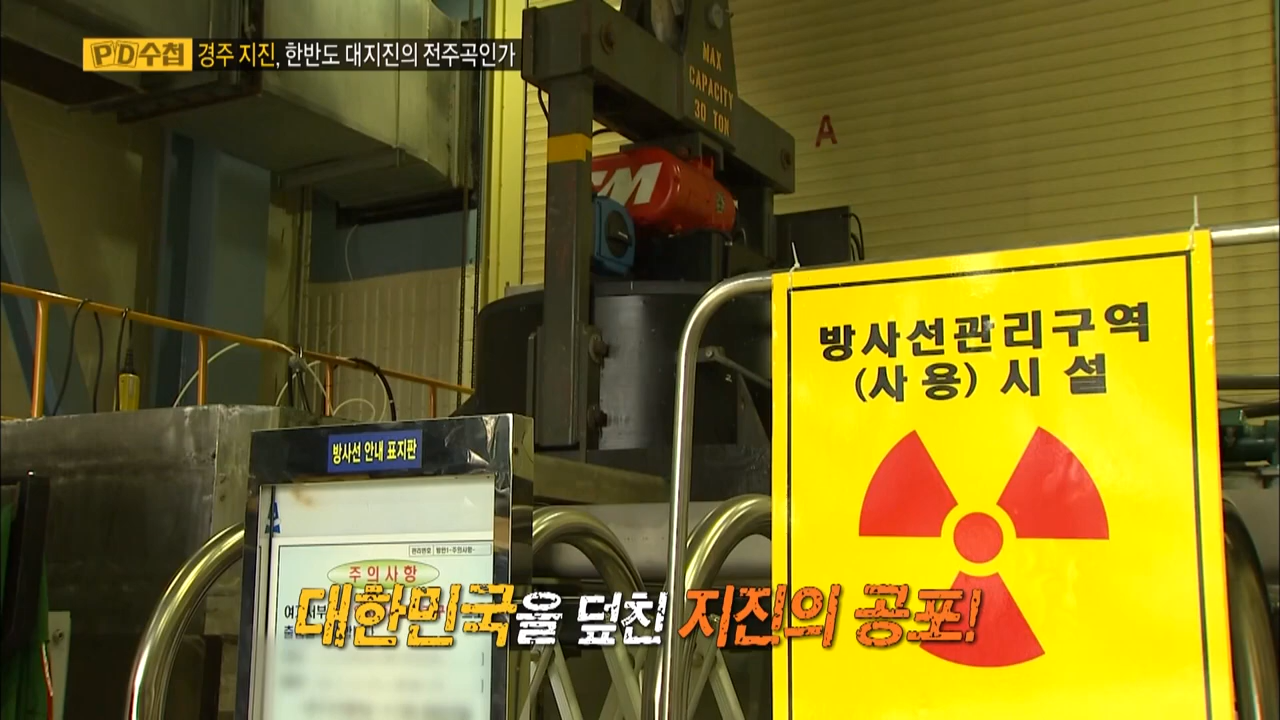 PD수첩 경주 지진, 한반도 대지진의 전주곡인가
MAX
CAPACITY
30 TON
A
방사선관리구역
(사용) 시설
방사선 안내 표지판
주의사항
대한민국을 덮친 지진의 공포!